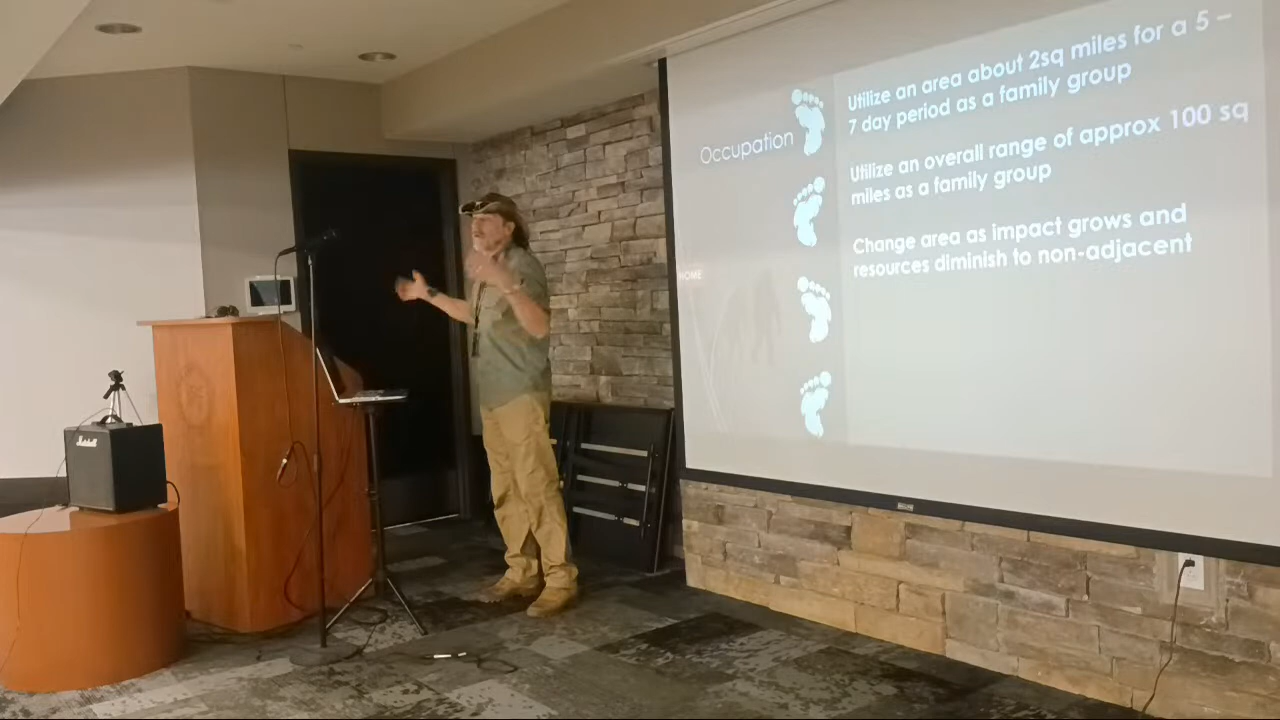 Occupation
Utilize an area about 2sq miles for a 5 –
7 day period as a family group
Utilize an overall range of approx 100 sq
miles as a family group
Change area as impact grows and
resources diminish to non-adjacent
HOME
Marshall